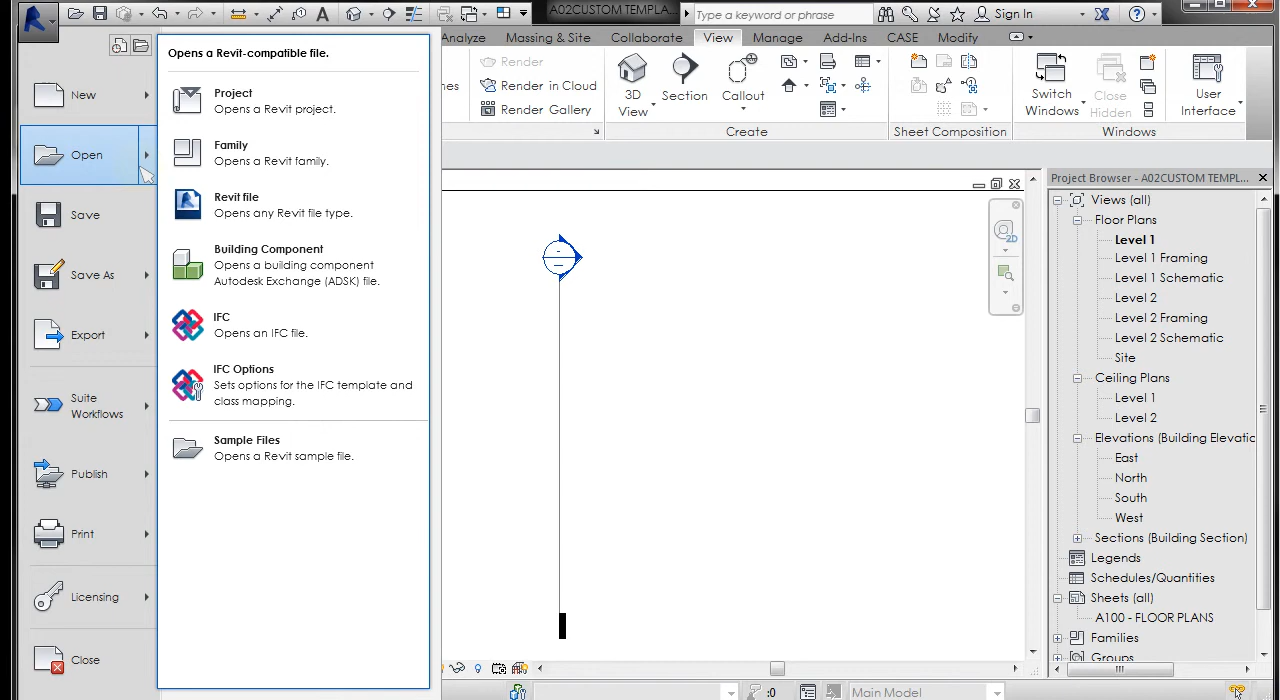 A02CUSTOM TEMPLA...
Type a keyword or phrase
Sign In
Analyze
Massing & Site
Collaborate
View
Manage
Add-Ins
CASE
Modify
Render
Render in Cloud
Render Gallery
3D
View
Section
Callout
Switch
Windows
Close
Hidden
User
Interface
Create
Sheet Composition
Windows
New
Open
Save
Save As
Export
Suite
Workflows
Publish
Print
Licensing
Close
Opens a Revit-compatible file.
Project
Opens a Revit project.
Family
Opens a Revit family.
Revit file
Opens any Revit file type.
Building Component
Opens a building component
Autodesk Exchange (ADSK) file.
IFC
Opens an IFC file.
IFC Options
Sets options for the IFC template and
class mapping.
Sample Files
Opens a Revit sample file.
2D
Project Browser - A02CUSTOM TEMPL...
Views (all)
Floor Plans
Level 1
Level 1 Framing
Level 1 Schematic
Level 2
Level 2 Framing
Level 2 Schematic
Site
Ceiling Plans
Level 1
Level 2
Elevations (Building Elevatic
East
North
South
West
Sections (Building Section)
Legends
Schedules/Quantities
Sheets (all)
A100 - FLOOR PLANS
Families
Groups
:0
Main Model